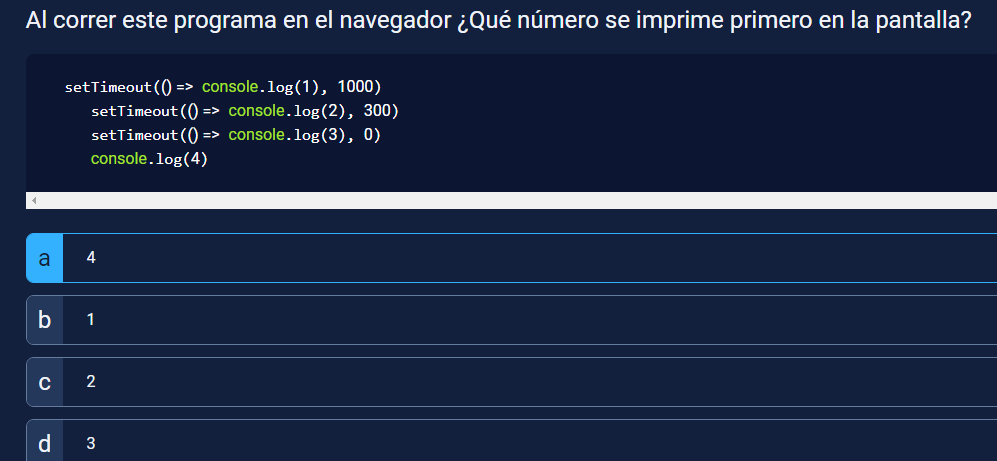 Al correr este programa en el navegador ¿Qué número se imprime primero en la pantalla?
setTimeout(() => console.log(1), 1000)
setTimeout(() => console.log(2), 300)
setTimeout(() => console.log(3), 0)
console.log(4)
a 4
b 1
c 2
d 3